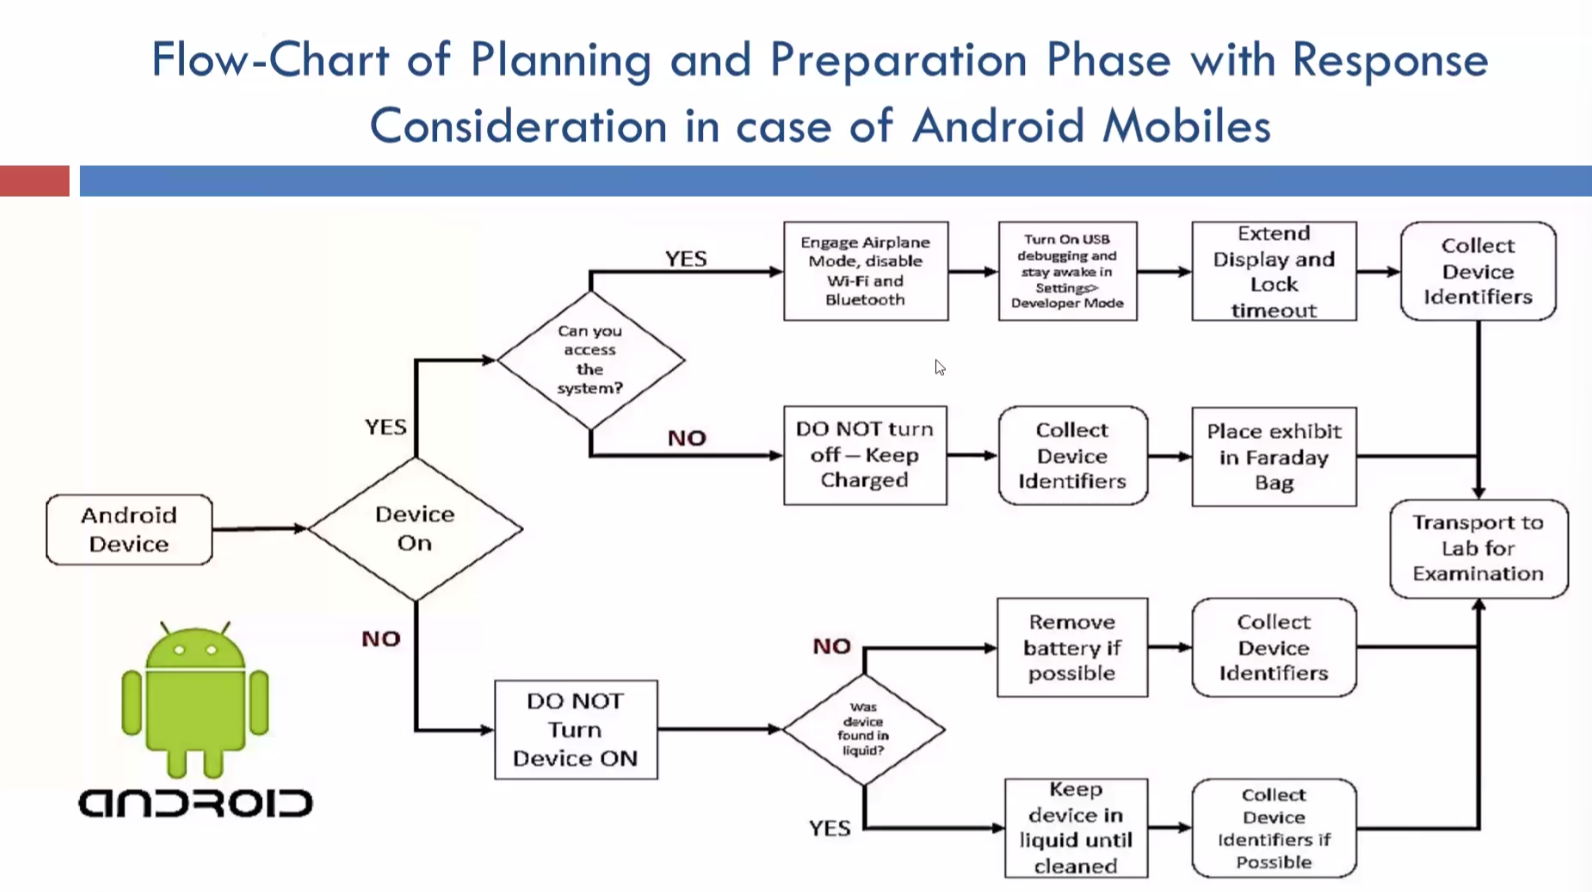 Flow-Chart of Planning and Preparation Phase with Response
Consideration in case of Android Mobiles
Android
Device
Device
On
YES
NO
Can you
access
the
system?
YES
Engage Airplane
Mode, disable
Wi-Fi and
Bluetooth
Turn On USB
debugging and
stay awake in
Settings>
Developer Mode
Extend
Display and
Lock
timeout
Collect
Device
Identifiers
NO
DO NOT turn
off – Keep
Charged
Collect
Device
Identifiers
Place exhibit
in Faraday
Bag
Transport to
Lab for
Examination
DO NOT
Turn
Device ON
Was
device
found in
liquid?
NO
Remove
battery if
possible
Collect
Device
Identifiers
YES
Keep
device in
liquid until
cleaned
Collect
Device
Identifiers if
Possible
ANDROID